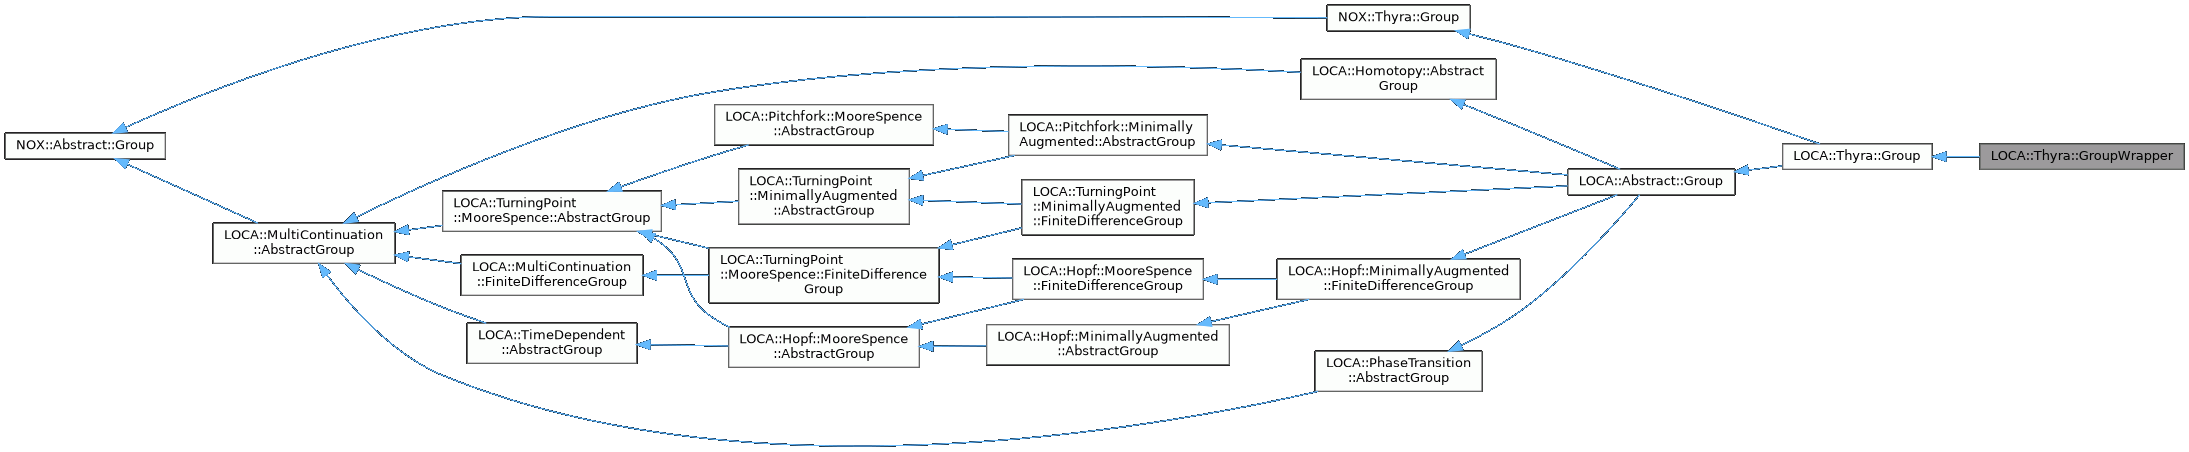 NOX::Thyra::Group
LOCA::Homotopy::Abstract
Group
LOCA::Pitchfork::MooreSpence
::AbstractGroup
LOCA::Pitchfork::Minimally
Augmented::AbstractGroup
NOX::Abstract::Group
LOCA::Thyra::Group
LOCA::Thyra::GroupWrapper
LOCA::TurningPoint
::MinimallyAugmented
::AbstractGroup
LOCA::Abstract::Group
LOCA::TurningPoint
::MooreSpence::AbstractGroup
LOCA::TurningPoint
::MinimallyAugmented
::FiniteDifferenceGroup
LOCA::MultiContinuation
::AbstractGroup
LOCA::MultiContinuation
::FiniteDifferenceGroup
LOCA::TurningPoint
::MooreSpence::FiniteDifference
Group
LOCA::Hopf::MooreSpence
::FiniteDifferenceGroup
LOCA::Hopf::MinimallyAugmented
::FiniteDifferenceGroup
LOCA::TimeDependent
::AbstractGroup
LOCA::Hopf::MooreSpence
::AbstractGroup
LOCA::Hopf::MinimallyAugmented
::AbstractGroup
LOCA::PhaseTransition
::AbstractGroup